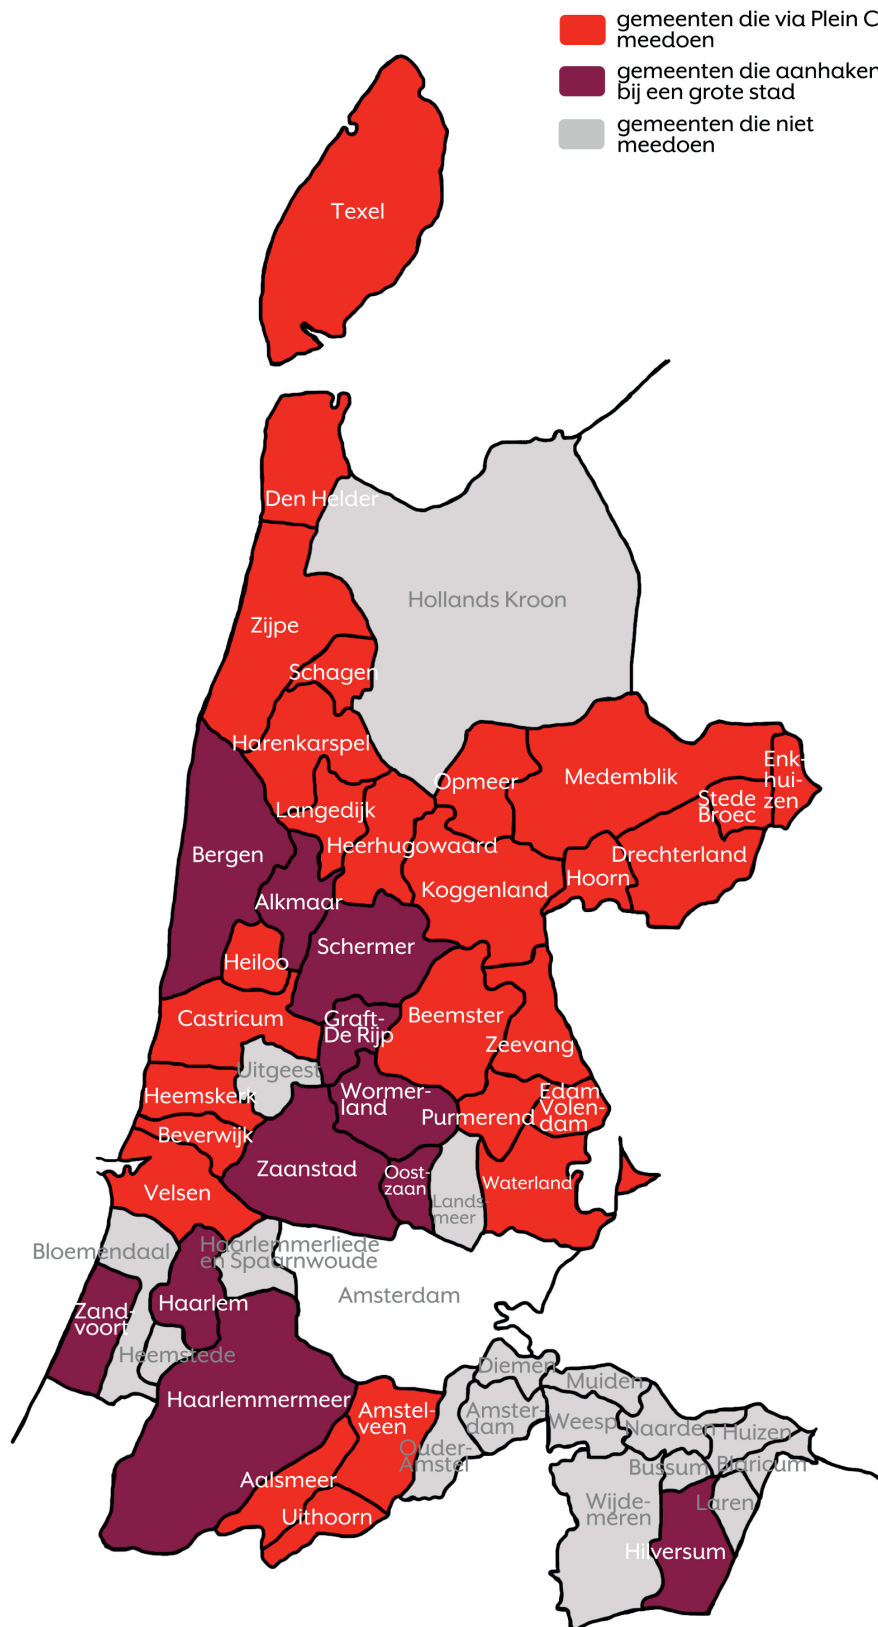 gemeenten die via Plein C
meedoen
gemeenten die aanhaken
bij een grote stad
gemeenten die niet
meedoen
Texel
Den Helder
Hollands Kroon
Zijpe
Schagen
Harenkarspel
Opmeer
Medemblik
Enk-
hui-
zen
Stede
Broec
Langedijk
Heerhugowaard
Drechterland
Bergen
Hoorn
Koggenland
Alkmaar
Schermer
Heiloo
Castricum
Graft-
De Rijp
Beemster
Zeevang
Uitgeest
Heemskerk
Wormer-
land
Purmerend
Edam
Volen-
dam
Beverwijk
Zaanstad
Oost-
zaan
Waterland
Velsen
Lands
meer
Bloemendaal
Haarlemmerliede
en Spaarnwoude
Amsterdam
Haarlem
Zand-
voort
Heemstede
Diemen
Muiden
Haarlemmermeer
Amstel-
veen
Amster-
dam
Weesp
Naarden
Huizen
Ouder-
Amstel
Bussum
Blaricum
Aalsmeer
Wijde-
meren
Laren
Uithoorn
Hilversum